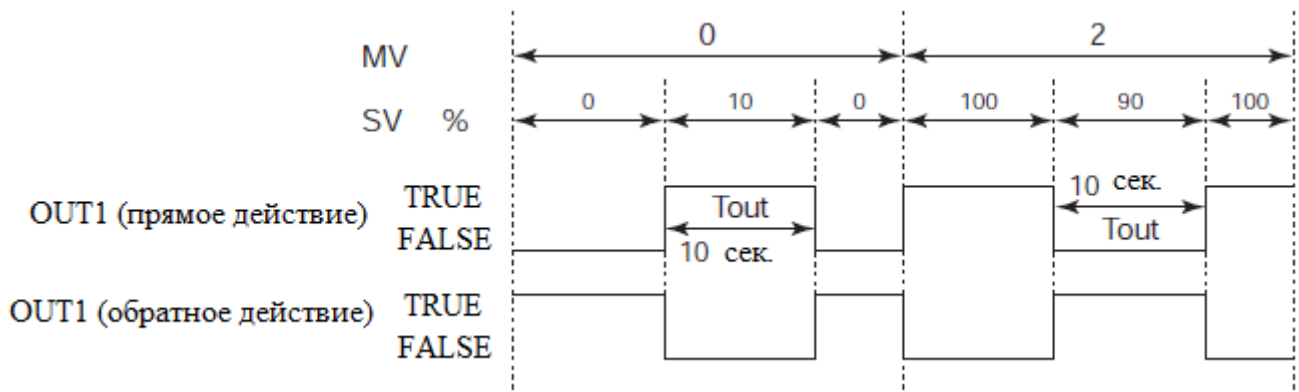 MV 0 2
SV % 0 10 0 100 90 100
OUT1 (прямое действие) TRUE
FALSE
Tout
10 сек.
10 сек.
Tout
OUT1 (обратное действие) TRUE
FALSE